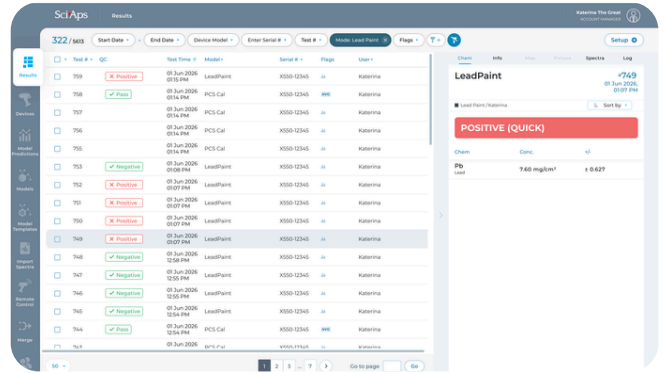 SciAps
Results
Katerina The Great
ACCOUNT MANAGER
322 / 5413
Start Date
-
End Date
Device Model
Enter Serial #
Test #
Mode: Lead Paint ×
Flags
Setup
Results
Devices
Model Predictions
Models
Model Templates
Import Spectra
Remote Control
Merge
Test # QC Test Time Model Serial # Flags User
759 Positive 01 Jun 2026 01:15 PM LeadPaint X550-12345 Katerina
758 Pass 01 Jun 2026 01:14 PM PCS Cal X550-12345 Katerina
757 01 Jun 2026 01:14 PM PCS Cal X550-12345 Katerina
756 01 Jun 2026 01:14 PM PCS Cal X550-12345 Katerina
755 01 Jun 2026 01:14 PM PCS Cal X550-12345 Katerina
753 Negative 01 Jun 2026 01:08 PM LeadPaint X550-12345 Katerina
752 Positive 01 Jun 2026 01:07 PM LeadPaint X550-12345 Katerina
751 Positive 01 Jun 2026 01:07 PM LeadPaint X550-12345 Katerina
750 Positive 01 Jun 2026 01:07 PM LeadPaint X550-12345 Katerina
749 Positive 01 Jun 2026 01:07 PM LeadPaint X550-12345 Katerina
748 Negative 01 Jun 2026 12:58 PM LeadPaint X550-12345 Katerina
747 Negative 01 Jun 2026 12:55 PM LeadPaint X550-12345 Katerina
746 Negative 01 Jun 2026 12:55 PM LeadPaint X550-12345 Katerina
745 Negative 01 Jun 2026 12:54 PM LeadPaint X550-12345 Katerina
744 Pass 01 Jun 2026 12:54 PM PCS Cal X550-12345 Katerina
743 01 Jun 2026 PCS Cal X550-12345 Katerina
50
1 2 3 ... 7
Go to page
Go
Chem Info Map Picture Spectra Log
LeadPaint
#749
01 Jun 2026,
01:07 PM
Lead Paint / Katerina
Sort by
POSITIVE (QUICK)
Chem Conc. +/-
Pb 7.60 mg/cm² ± 0.627
Lead